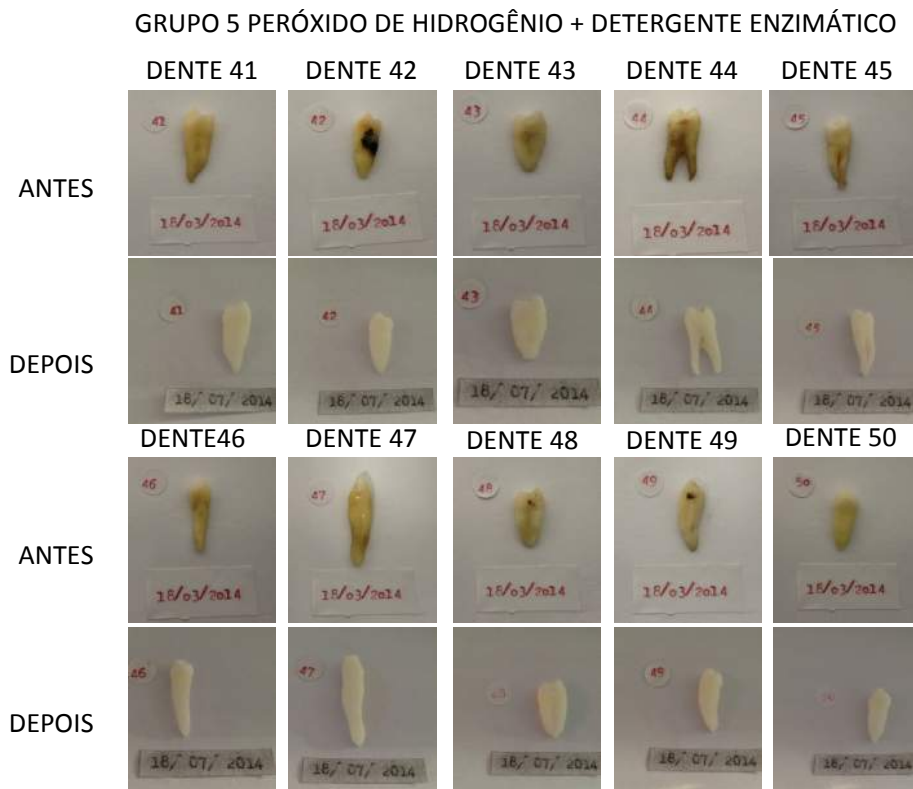 GRUPO 5 PERÓXIDO DE HIDROGÊNIO + DETERGENTE ENZIMÁTICO
DENTE 41 DENTE 42 DENTE 43 DENTE 44 DENTE 45
ANTES
41 42 43 44 45
18/03/2014 18/03/2014 18/03/2014 18/03/2014 18/03/2014
DEPOIS
41 42 43 44 45
18/ 07/ 2014 18/ 07/ 2014 18/ 07/ 2014 18/ 07/ 2014 18/ 07/ 2014
DENTE46 DENTE 47 DENTE 48 DENTE 49 DENTE 50
ANTES
46 47 48 49 50
18/03/2014 18/03/2014 18/03/2014 18/03/2014 18/03/2014
DEPOIS
46 47 49
18/ 07/ 2014 18/ 07/ 2014 18/ 07/ 2014 18/ 07/ 2014 18/ 07/ 2014